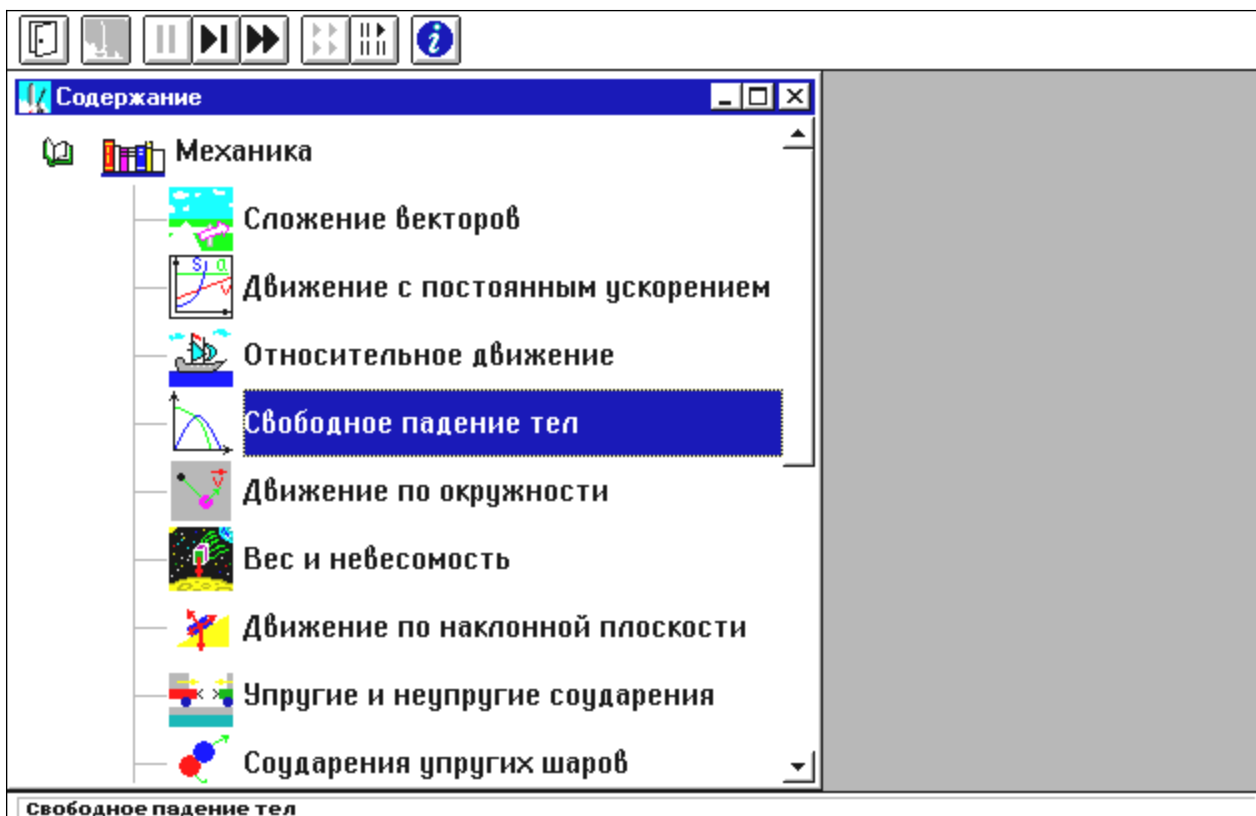 Содержание
Механика
Сложение векторов
S a
v
Движение с постоянным ускорением
Относительное движение
Свободное падение тел
v
Движение по окружности
Вес и невесомость
Движение по наклонной плоскости
Упругие и неупругие соударения
Соударения упругих шаров
Свободное падение тел